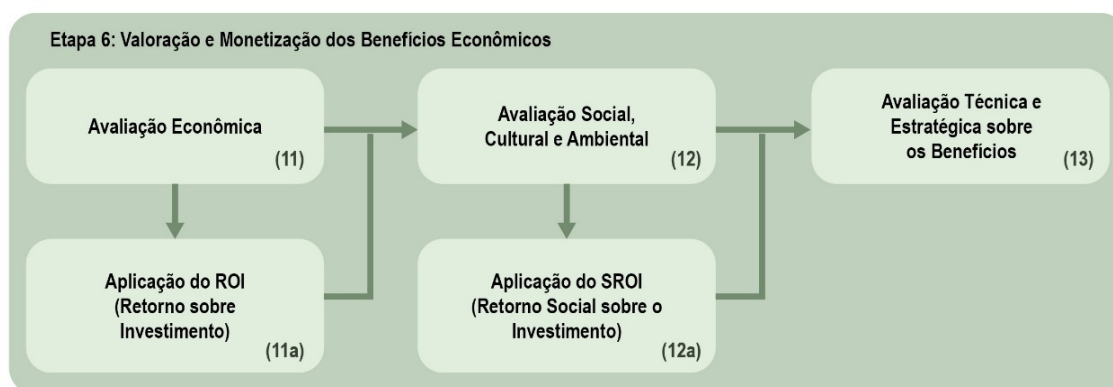 Etapa 6: Valoração e Monetização dos Benefícios Econômicos
Avaliação Econômica
(11)
Avaliação Social,
Cultural e Ambiental
(12)
Avaliação Técnica e
Estratégica sobre
os Benefícios
(13)
Aplicação do ROI
(Retorno sobre
Investimento)
(11a)
Aplicação do SROI
(Retorno Social sobre o
Investimento)
(12a)